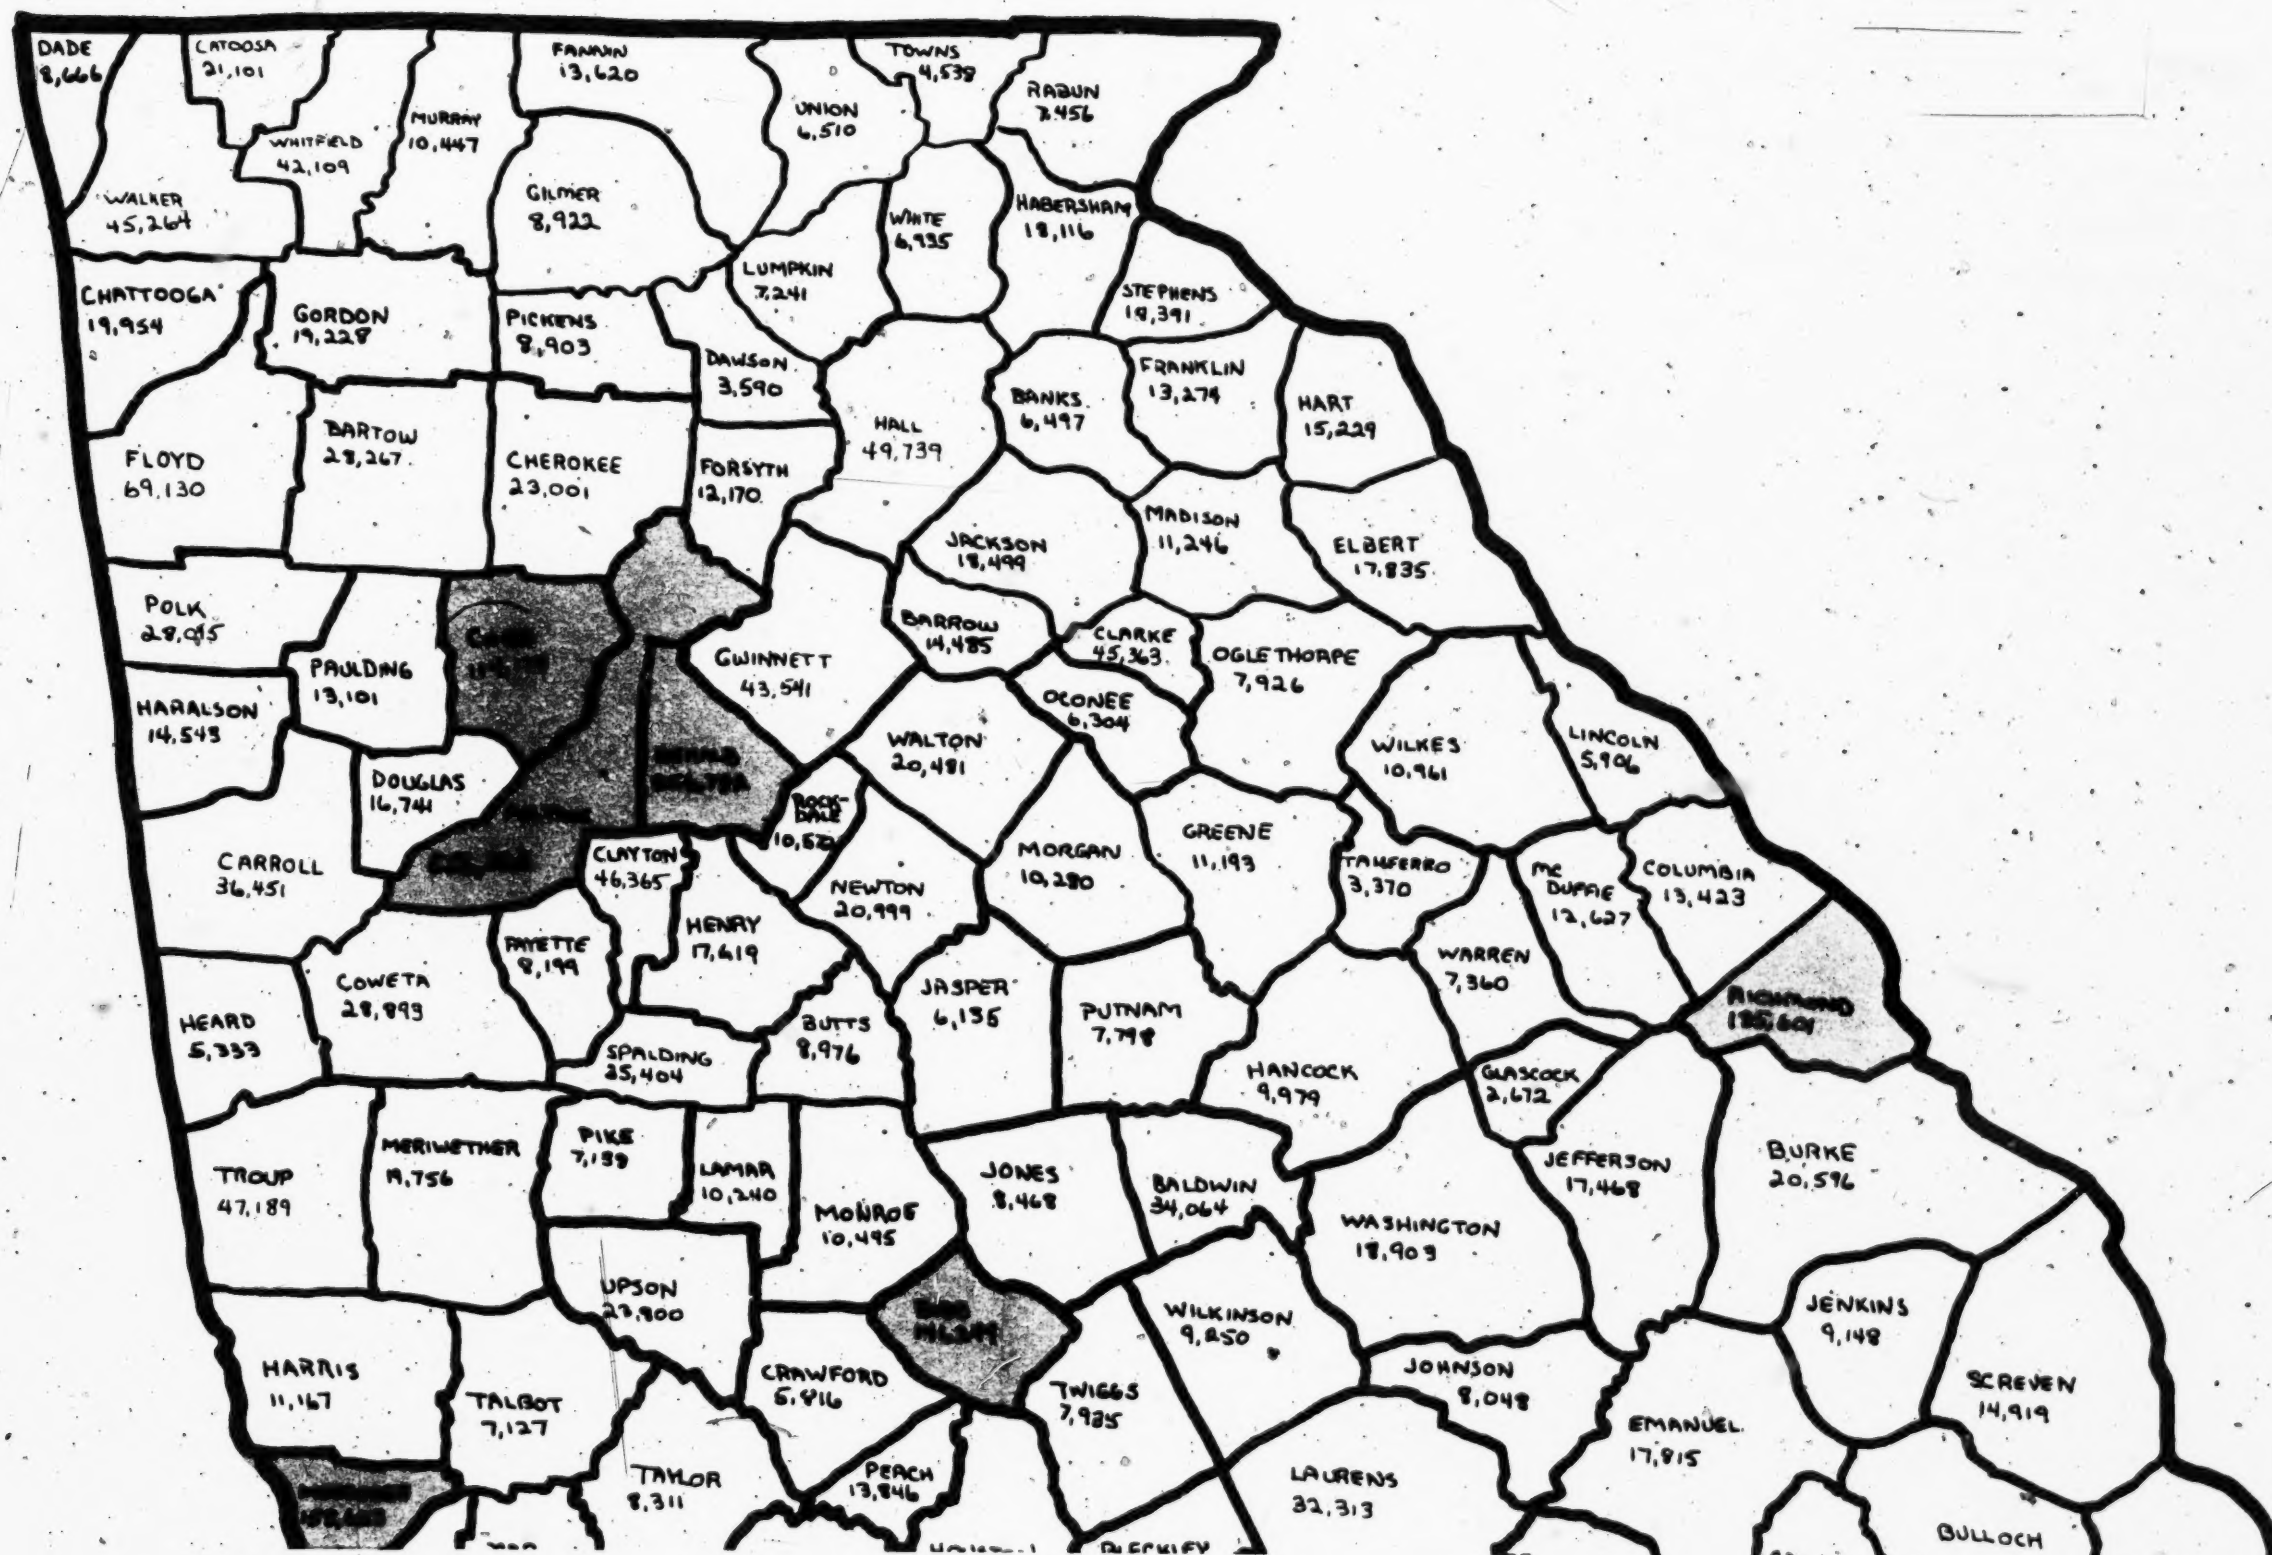 DADE
8,666
CATOOSA
21,101
FANNIN
13,620
TOWNS
4,538
RABUN
7,456
UNION
6,510
MURRAY
10,447
WHITFIELD
42,109
WALKER
45,264
GILMER
8,922
WHITE
6,935
HABERSHAM
18,116
LUMPKIN
7,241
STEPHENS
18,391
CHATTOOGA
19,954
GORDON
19,228
PICKENS
8,903
DAWSON
3,590
FRANKLIN
13,274
BANKS
6,497
HART
15,229
HALL
49,739
BARTOW
28,267
FLOYD
69,130
CHEROKEE
23,001
FORSYTH
12,170
JACKSON
18,499
MADISON
11,246
ELBERT
17,835
POLK
28,015
PAULDING
13,101
COBB
GWINNETT
43,541
BARROW
14,485
CLARKE
45,363
OGLETHORPE
7,926
OCONEE
6,304
HARALSON
14,543
DOUGLAS
16,741
WALTON
20,481
WILKES
10,961
LINCOLN
5,906
ROCK-
DALE
CARROLL
36,451
CLAYTON
46,365
NEWTON
20,999
MORGAN
10,280
GREENE
11,193
TALIFERRO
3,370
MC
DUFFIE
12,627
COLUMBIA
13,423
HENRY
17,619
FAYETTE
8,199
COWETA
28,893
HEARD
5,333
SPALDING
35,404
BUTTS
8,976
JASPER
6,135
PUTNAM
7,798
WARREN
7,360
RICHMOND
135,601
HANCOCK
9,979
GLASCOCK
2,672
TROUP
47,189
MERIWETHER
19,756
PIKE
7,138
LAMAR
10,240
MONROE
10,495
JONES
8,468
BALDWIN
34,064
WASHINGTON
18,903
JEFFERSON
17,468
BURKE
20,596
UPSON
23,800
BIBB
WILKINSON
9,250
JENKINS
9,148
HARRIS
11,167
TALBOT
7,127
CRAWFORD
5,816
TWIGGS
7,935
JOHNSON
8,048
SCREVEN
14,919
EMANUEL
17,815
TAYLOR
8,311
PEACH
13,846
LAURENS
32,313
BLECKLEY
BULLOCH